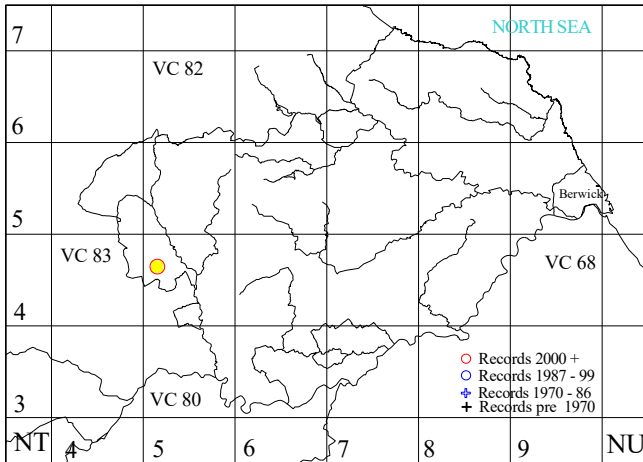 7
NORTH SEA
VC 82
6
Berwick
5
VC 83
VC 68
4
Records 2000 +
Records 1987 - 99
VC 80
Records 1970 - 86
3
Records pre 1970
NT 4 5 6 7 8 9 NU